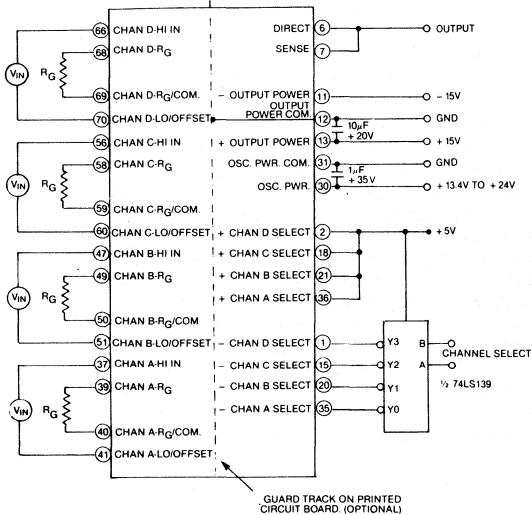 66 CHAN D-HI IN
68 CHAN D-RG
69 CHAN D-RG/COM.
70 CHAN D-LO/OFFSET
56 CHAN C-HI IN
58 CHAN C-RG
59 CHAN C-RG/COM.
60 CHAN C-LO/OFFSET
47 CHAN B-HI IN
49 CHAN B-RG
50 CHAN B-RG/COM
51 CHAN B-LO/OFFSET
37 CHAN A-HI IN
39 CHAN A-RG
40 CHAN A-RG/COM.
41 CHAN A-LO/OFFSET
VIN RG
VIN RG
VIN RG
VIN RG
DIRECT 6 OUTPUT
SENSE 7
- OUTPUT POWER 11 - 15V
OUTPUT
POWER COM. 12 GND
10µF
+ 20V
+ OUTPUT POWER 13 + 15V
OSC. PWR. COM. 31 GND
1µF
+ 35V
OSC. PWR. 30 + 13.4V TO + 24V
+ CHAN D SELECT 2 + 5V
+ CHAN C SELECT 18
+ CHAN B SELECT 21
+ CHAN A SELECT 36
- CHAN D SELECT 1 Y3 B
- CHAN C SELECT 15 Y2 A
- CHAN B SELECT 20 Y1
- CHAN A SELECT 35 Y0
CHANNEL SELECT
½ 74LS139
GUARD TRACK ON PRINTED
CIRCUIT BOARD. (OPTIONAL)